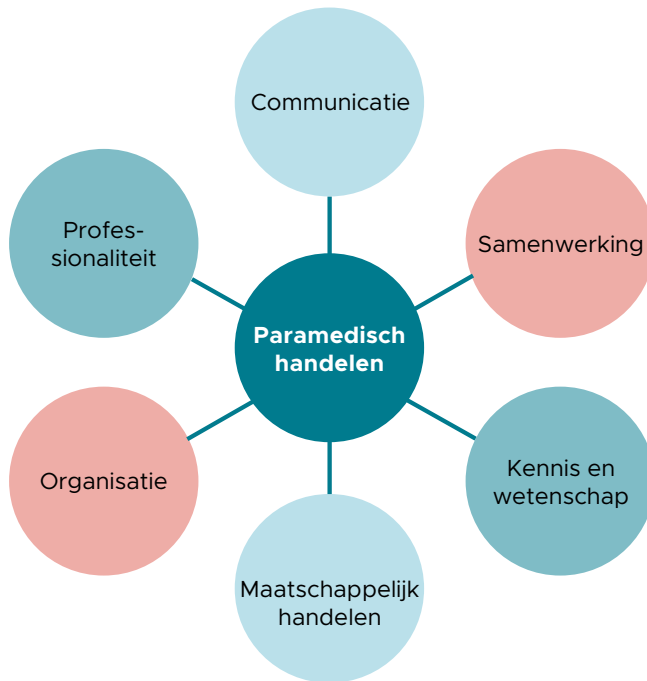 Communicatie
Profes-
sionaliteit
Samenwerking
Paramedisch
handelen
Organisatie
Kennis en
wetenschap
Maatschappelijk
handelen